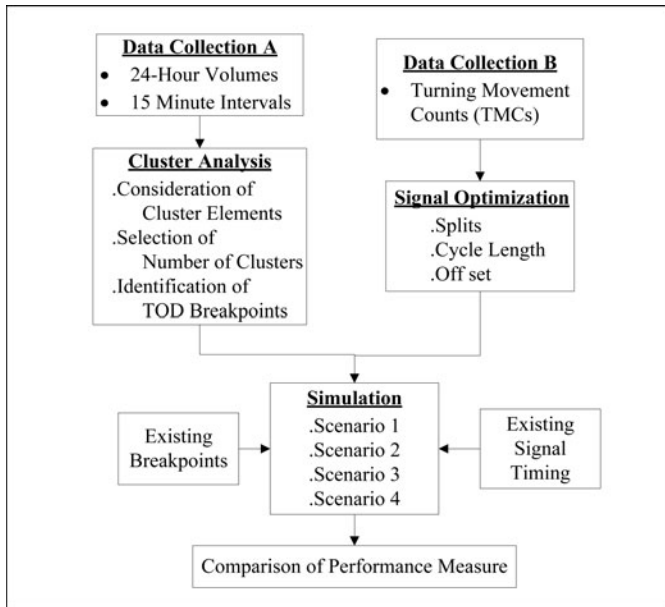 Data Collection A
• 24-Hour Volumes
• 15 Minute Intervals
Data Collection B
• Turning Movement
Counts (TMCs)
Cluster Analysis
.Consideration of
Cluster Elements
.Selection of
Number of Clusters
.Identification of
TOD Breakpoints
Signal Optimization
.Splits
.Cycle Length
.Off set
Simulation
.Scenario 1
.Scenario 2
.Scenario 3
.Scenario 4
Existing
Breakpoints
Existing
Signal
Timing
Comparison of Performance Measure